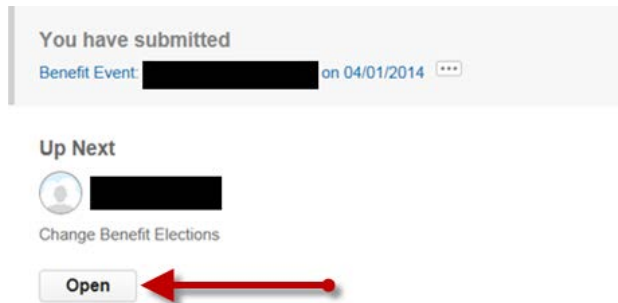 You have submitted
Benefit Event: on 04/01/2014
Up Next
Change Benefit Elections
Open